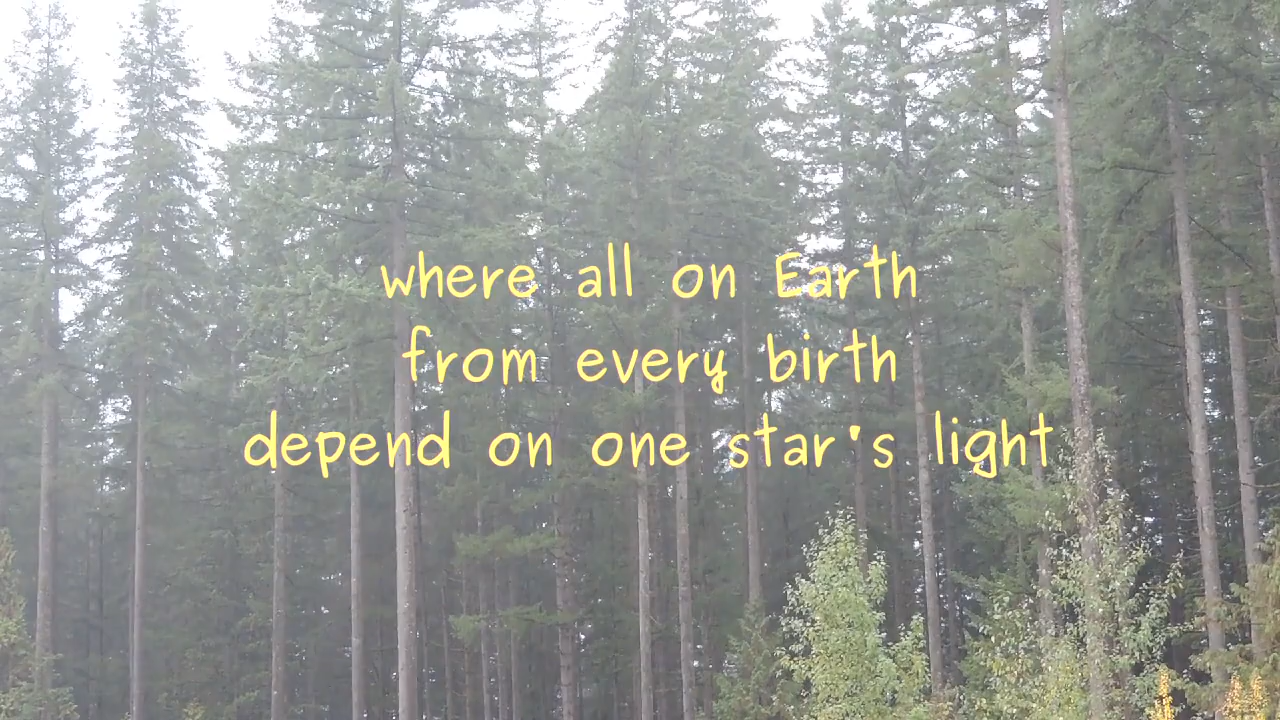 where all on Earth
from every birth
depend on one star's light